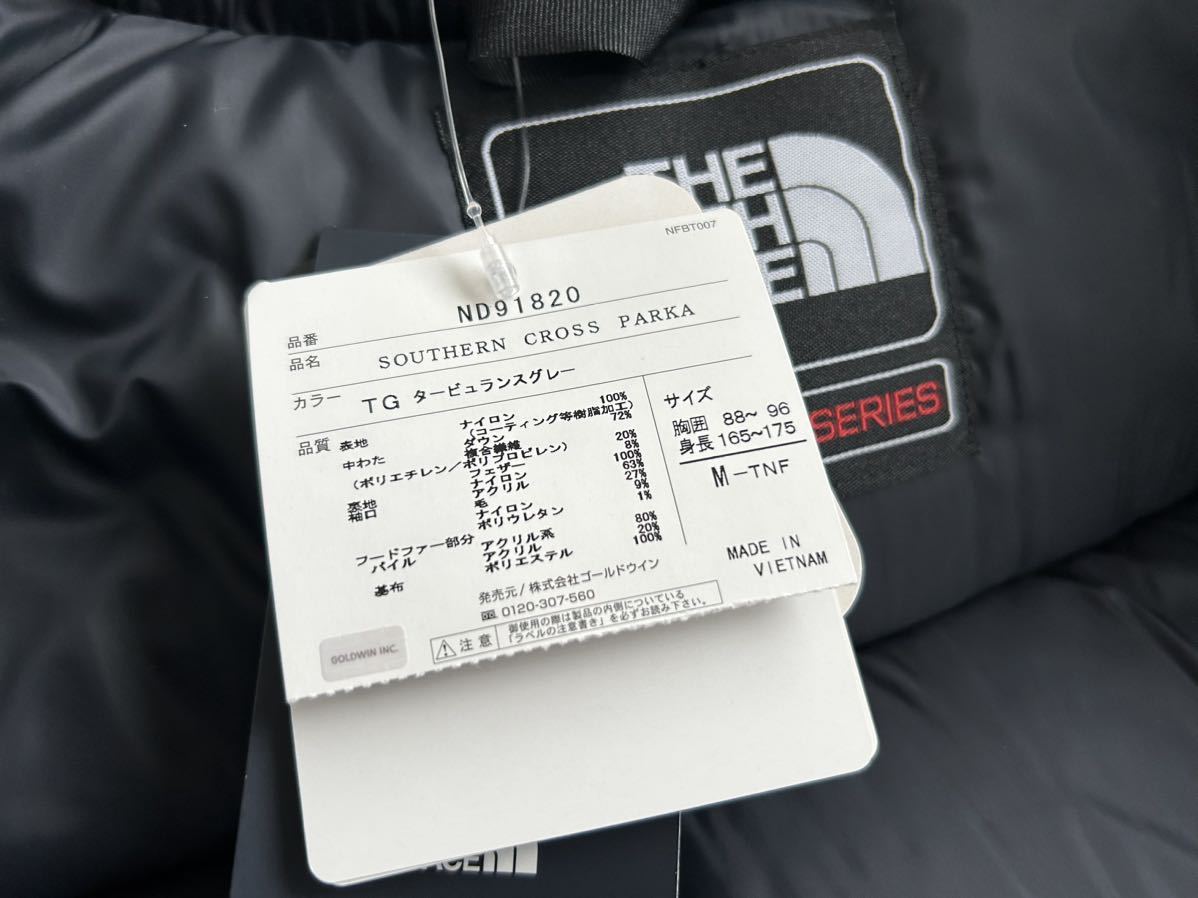 THE
H
E
SERIES
NFBT007
品番 ND91820
品名 SOUTHERN CROSS PARKA
カラー TG タービュランスグレー
品質 表地 ナイロン 100%
(コーティング等樹脂加工)
中わた ダウン 72%
複合繊維 20%
(ポリエチレン/ポリプロピレン)
フェザー 8%
裏地 ナイロン 100%
袖口 アクリル 63%
毛 27%
ナイロン 9%
ポリウレタン 1%
フードファー部分
パイル アクリル系 80%
アクリル 20%
基布 ポリエステル 100%
サイズ
胸囲 88~ 96
身長 165~175
M-TNF
MADE IN
VIETNAM
発売元/株式会社ゴールドウイン
0120-307-560
GOLDWIN INC.
注意 御使用の際は製品の内側についている
「ラベルの注意書き」を必ずお読み下さい。
ACE